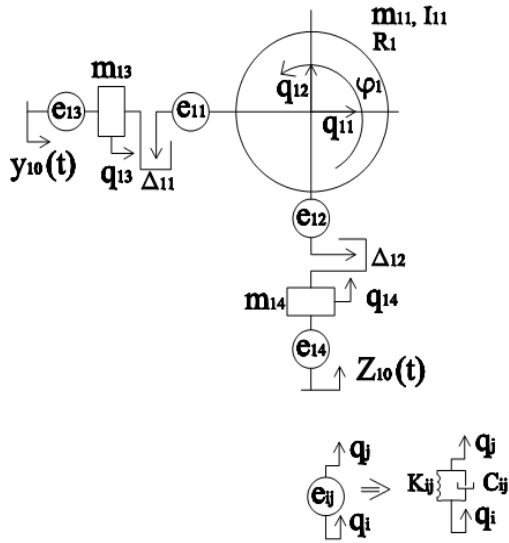 m₁₁, I₁₁
R₁
m₁₃
e₁₃
e₁₁
q₁₂
φ₁
q₁₁
y₁₀(t)
q₁₃
Δ₁₁
e₁₂
Δ₁₂
m₁₄
q₁₄
e₁₄
Z₁₀(t)
qⱼ
qⱼ
eᵢⱼ
⇒
Kᵢⱼ
Cᵢⱼ
qᵢ
qᵢ